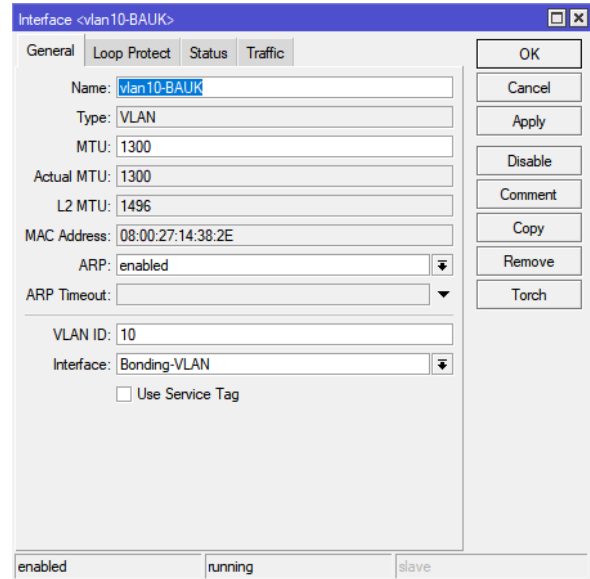 Interface <vlan10-BAUK>
General Loop Protect Status Traffic
OK
Name: vlan10-BAUK
Cancel
Type: VLAN
Apply
MTU: 1300
Disable
Actual MTU: 1300
Comment
L2 MTU: 1496
Copy
MAC Address: 08:00:27:14:38:2E
Remove
ARP: enabled
Torch
ARP Timeout:
VLAN ID: 10
Interface: Bonding-VLAN
Use Service Tag
enabled running slave